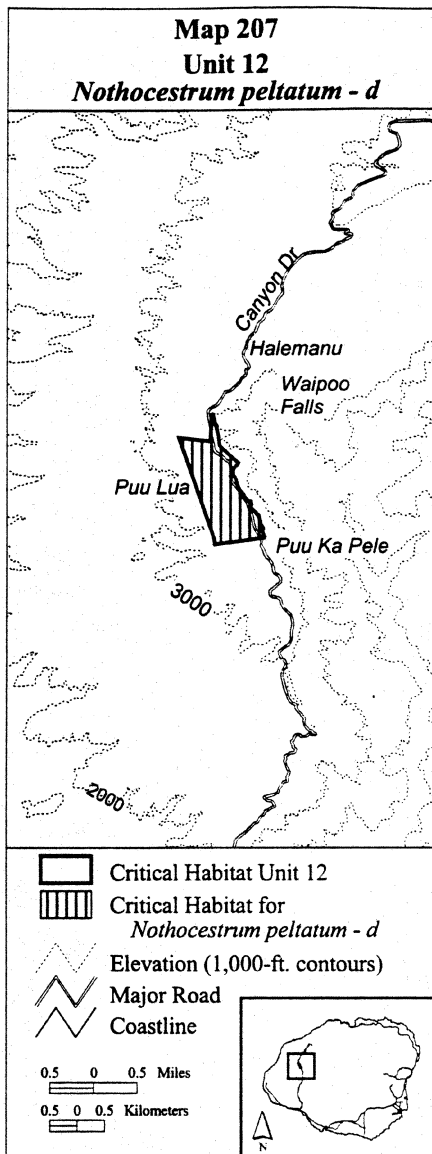 Map 207
Unit 12
Nothocestrum peltatum - d
Canyon Dr
Halemanu
Waipoo
Falls
Puu Lua
Puu Ka Pele
3000
2000
Critical Habitat Unit 12
Critical Habitat for
Nothocestrum peltatum - d
Elevation (1,000-ft. contours)
Major Road
Coastline
0.5 0 0.5 Miles
0.5 0 0.5 Kilometers
N